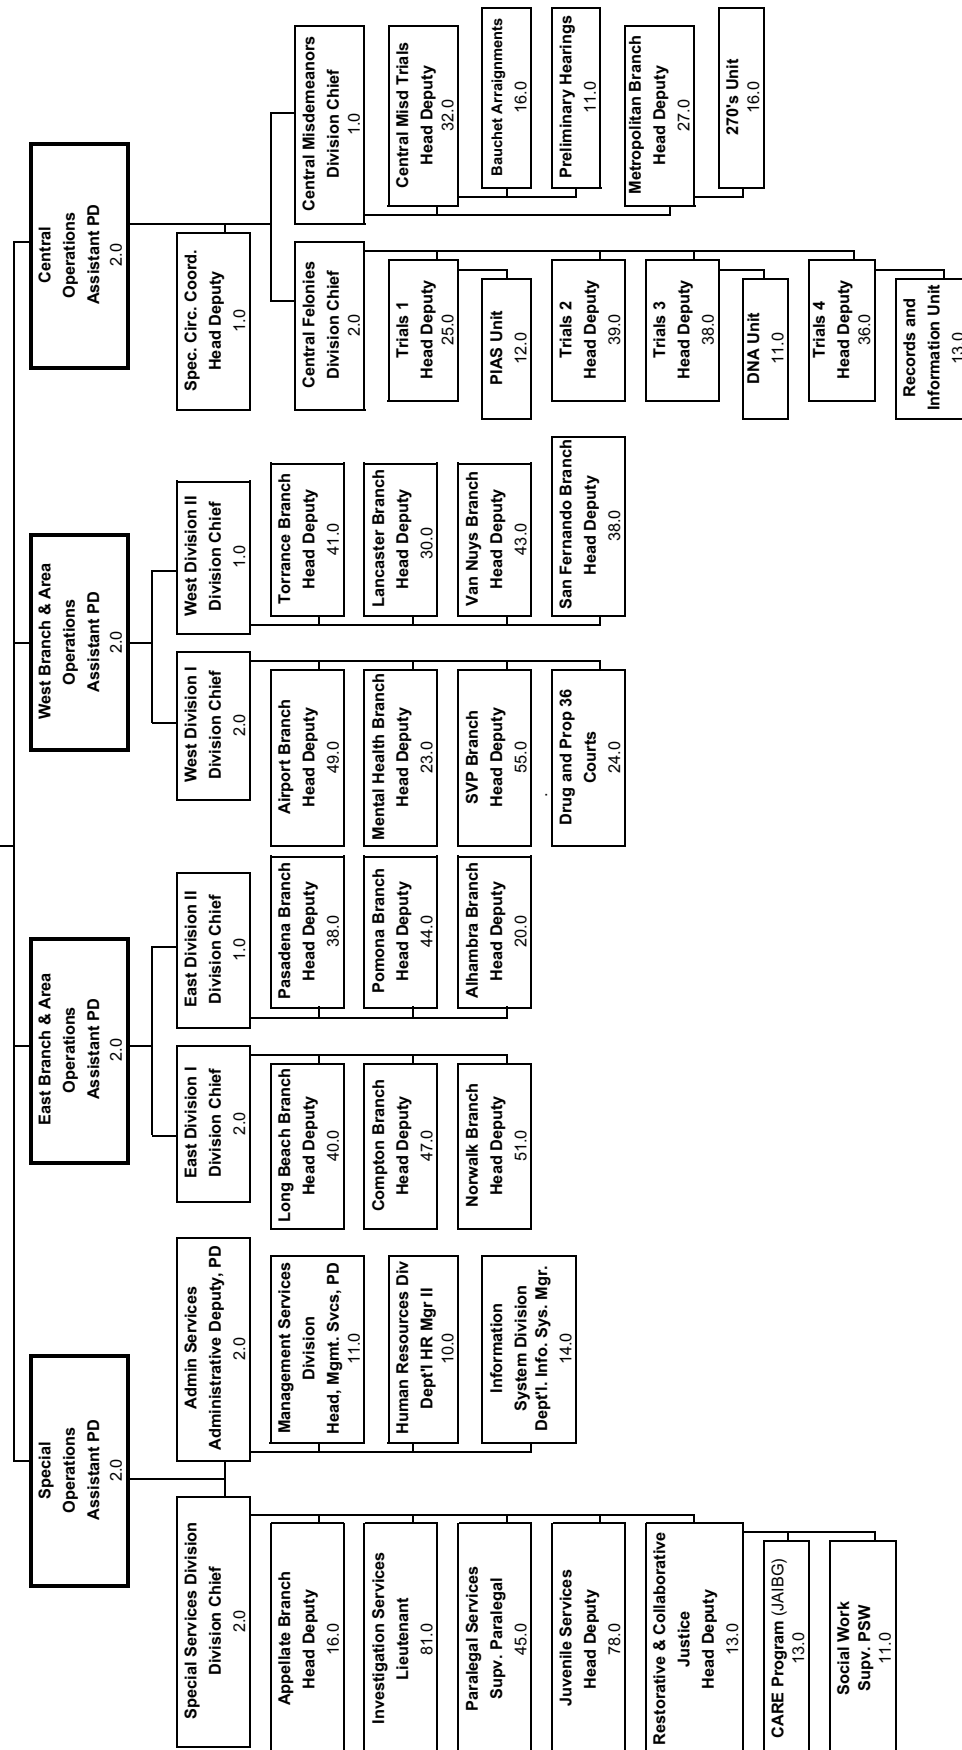 Special
Operations
Assistant PD
2.0
Special Services Division
Division Chief
2.0
Appellate Branch
Head Deputy
16.0
Investigation Services
Lieutenant
81.0
Paralegal Services
Supv. Paralegal
45.0
Juvenile Services
Head Deputy
78.0
Restorative & Collaborative
Justice
Head Deputy
13.0
CARE Program (JAIBG)
13.0
Social Work
Supv. PSW
11.0
Admin Services
Administrative Deputy, PD
2.0
Management Services
Division
Head, Mgmt. Svcs, PD
11.0
Human Resources Div
Dept'l HR Mgr II
10.0
Information
System Division
Dept'l. Info. Sys. Mgr.
14.0
East Branch & Area
Operations
Assistant PD
2.0
East Division I
Division Chief
2.0
Long Beach Branch
Head Deputy
40.0
Compton Branch
Head Deputy
47.0
Norwalk Branch
Head Deputy
51.0
East Division II
Division Chief
1.0
Pasadena Branch
Head Deputy
38.0
Pomona Branch
Head Deputy
44.0
Alhambra Branch
Head Deputy
20.0
West Branch & Area
Operations
Assistant PD
2.0
West Division I
Division Chief
2.0
Airport Branch
Head Deputy
49.0
Mental Health Branch
Head Deputy
23.0
SVP Branch
Head Deputy
55.0
Drug and Prop 36
Courts
24.0
West Division II
Division Chief
1.0
Torrance Branch
Head Deputy
41.0
Lancaster Branch
Head Deputy
30.0
Van Nuys Branch
Head Deputy
43.0
San Fernando Branch
Head Deputy
38.0
Central
Operations
Assistant PD
2.0
Spec. Circ. Coord.
Head Deputy
1.0
Central Felonies
Division Chief
2.0
Trials 1
Head Deputy
25.0
PIAS Unit
12.0
Trials 2
Head Deputy
39.0
Trials 3
Head Deputy
38.0
DNA Unit
11.0
Trials 4
Head Deputy
36.0
Records and
Information Unit
13.0
Central Misdemeanors
Division Chief
1.0
Central Misd Trials
Head Deputy
32.0
Bauchet Arraignments
16.0
Preliminary Hearings
11.0
Metropolitan Branch
Head Deputy
27.0
270's Unit
16.0